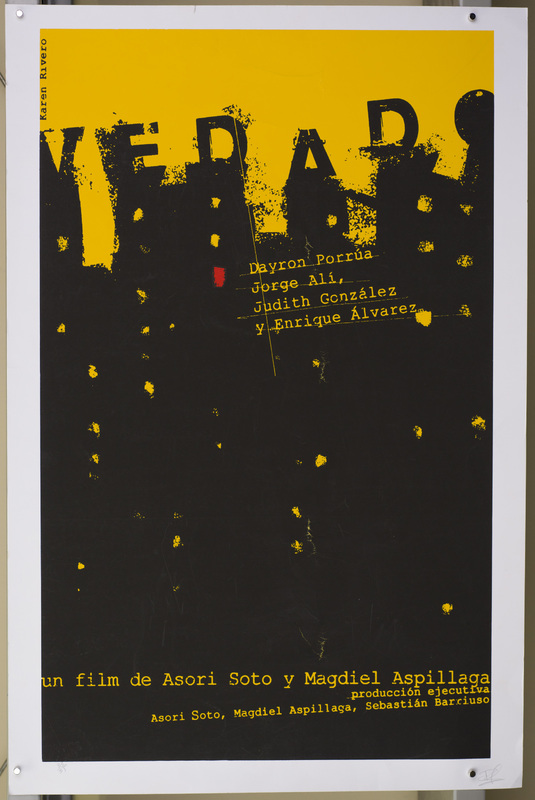 Karen Rivero
VEDADO
Dayron Porrúa
Jorge Alí,
Judith González
y Enrique Álvarez
un film de Asori Soto y Magdiel Aspillaga
producción ejecutiva
Asori Soto, Magdiel Aspillaga, Sebastián Barriuso